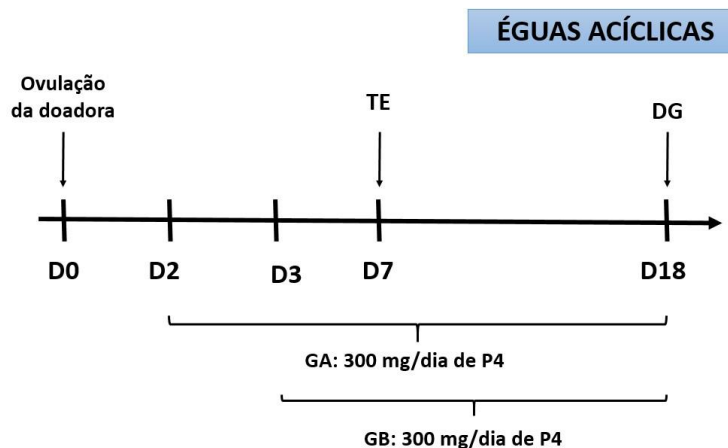 ÉGUAS ACÍCLICAS
Ovulação
da doadora
TE
DG
D0
D2
D3
D7
D18
GA: 300 mg/dia de P4
GB: 300 mg/dia de P4